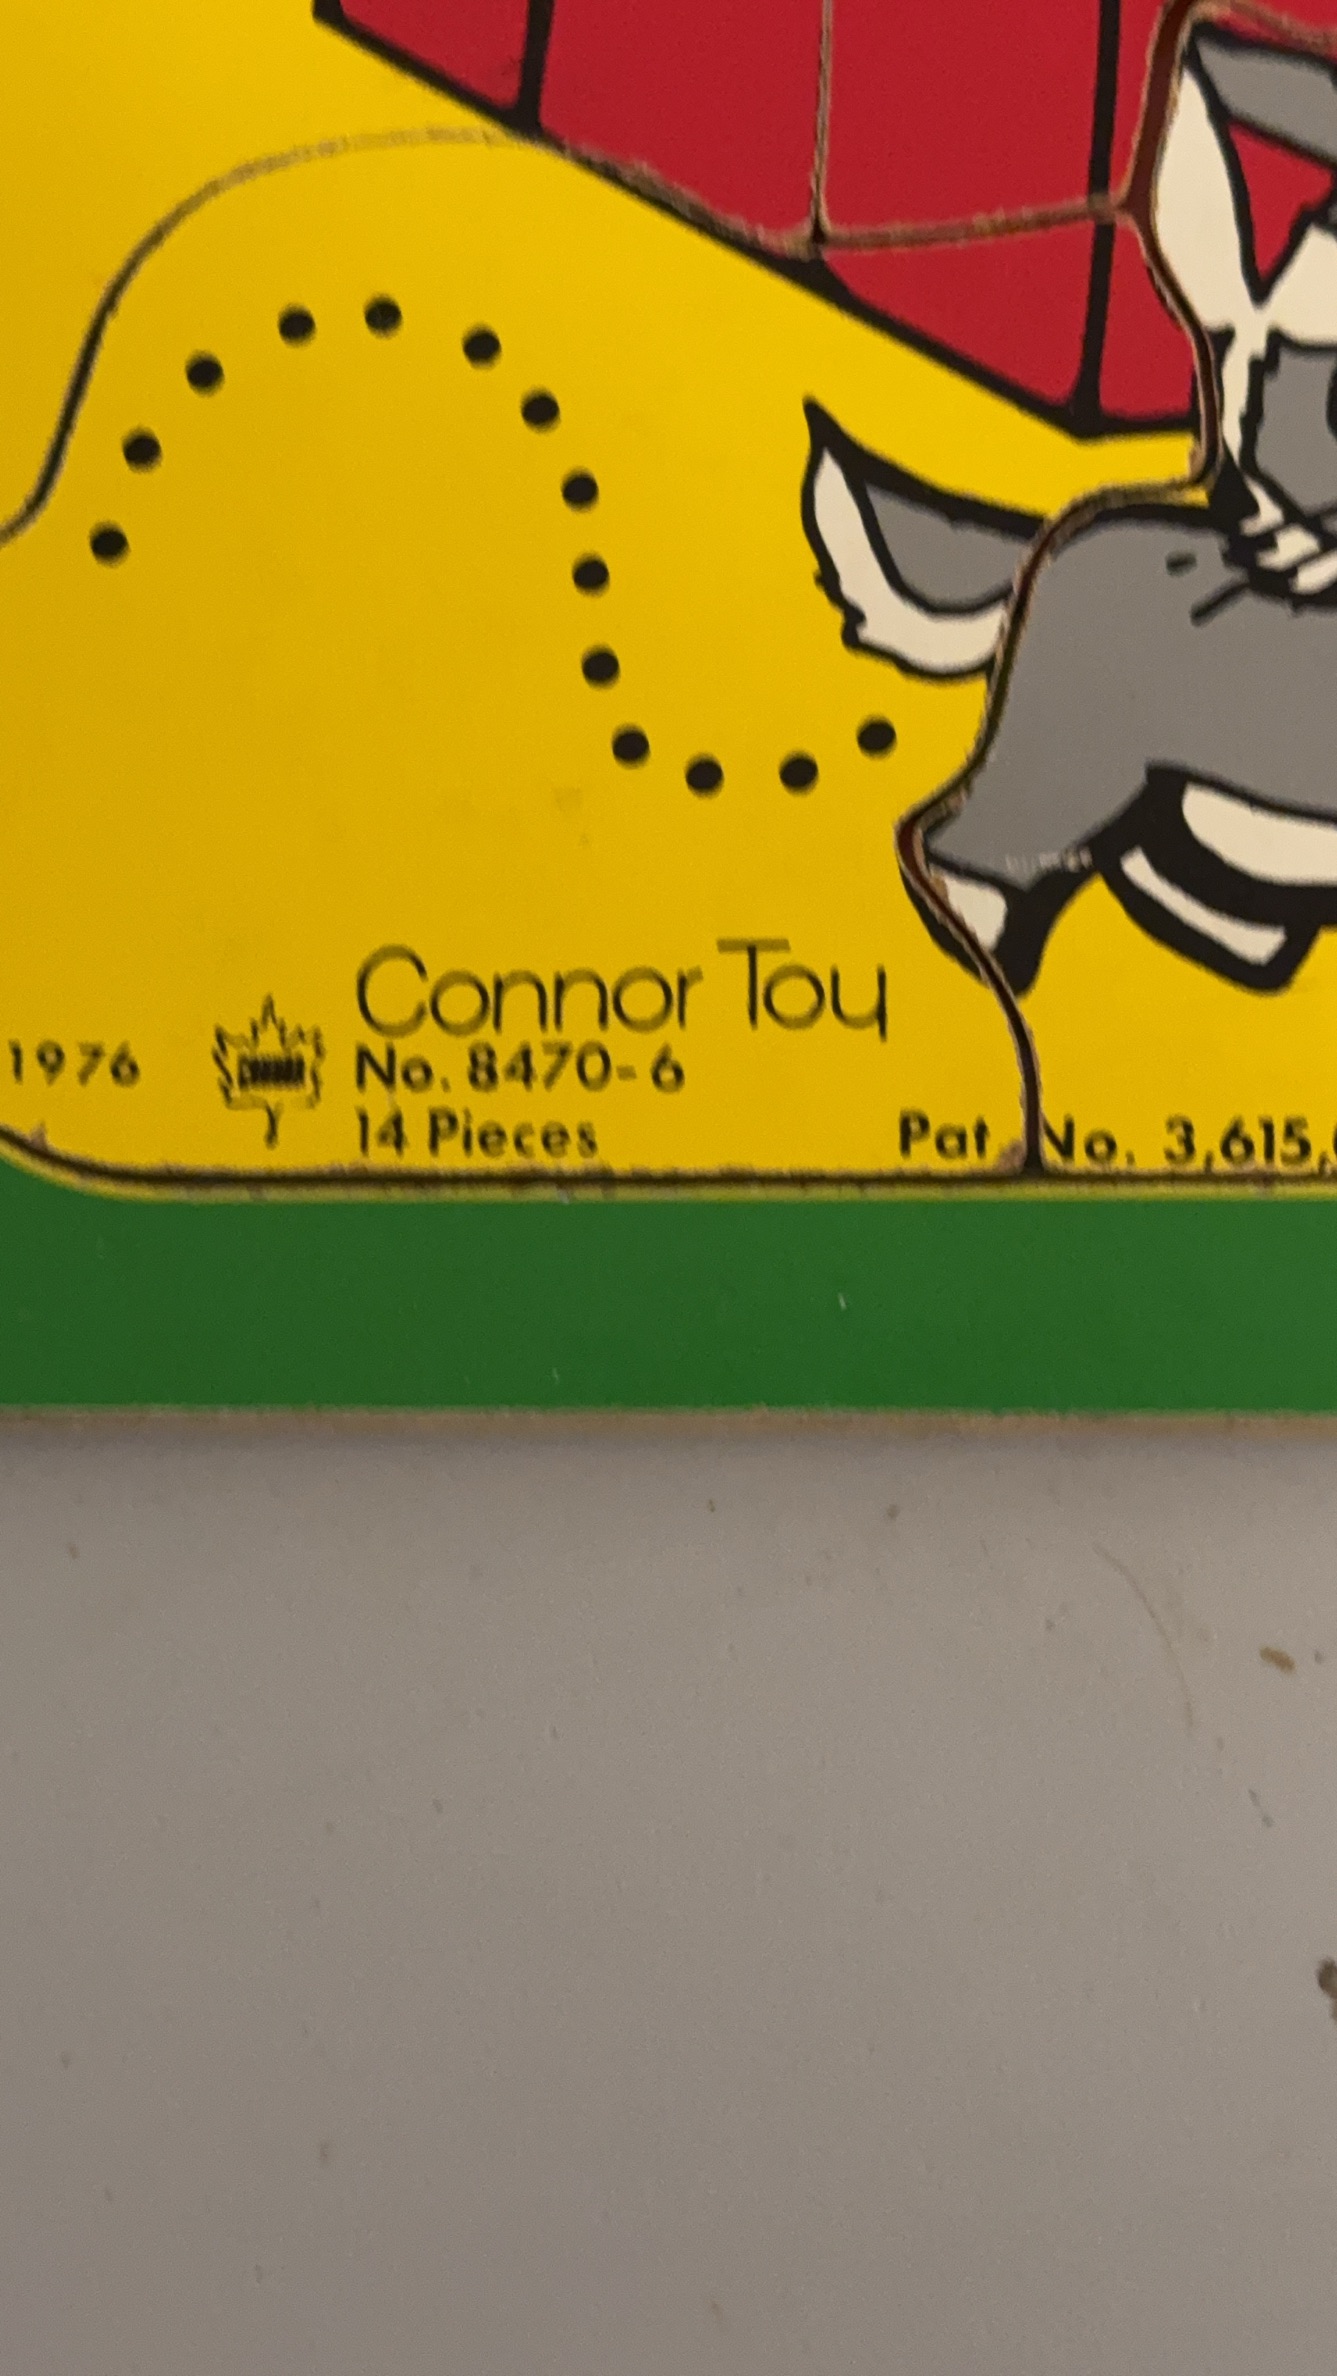 Connor Toy
1976
No. 8470-6
14 Pieces
Pat. No. 3,615,